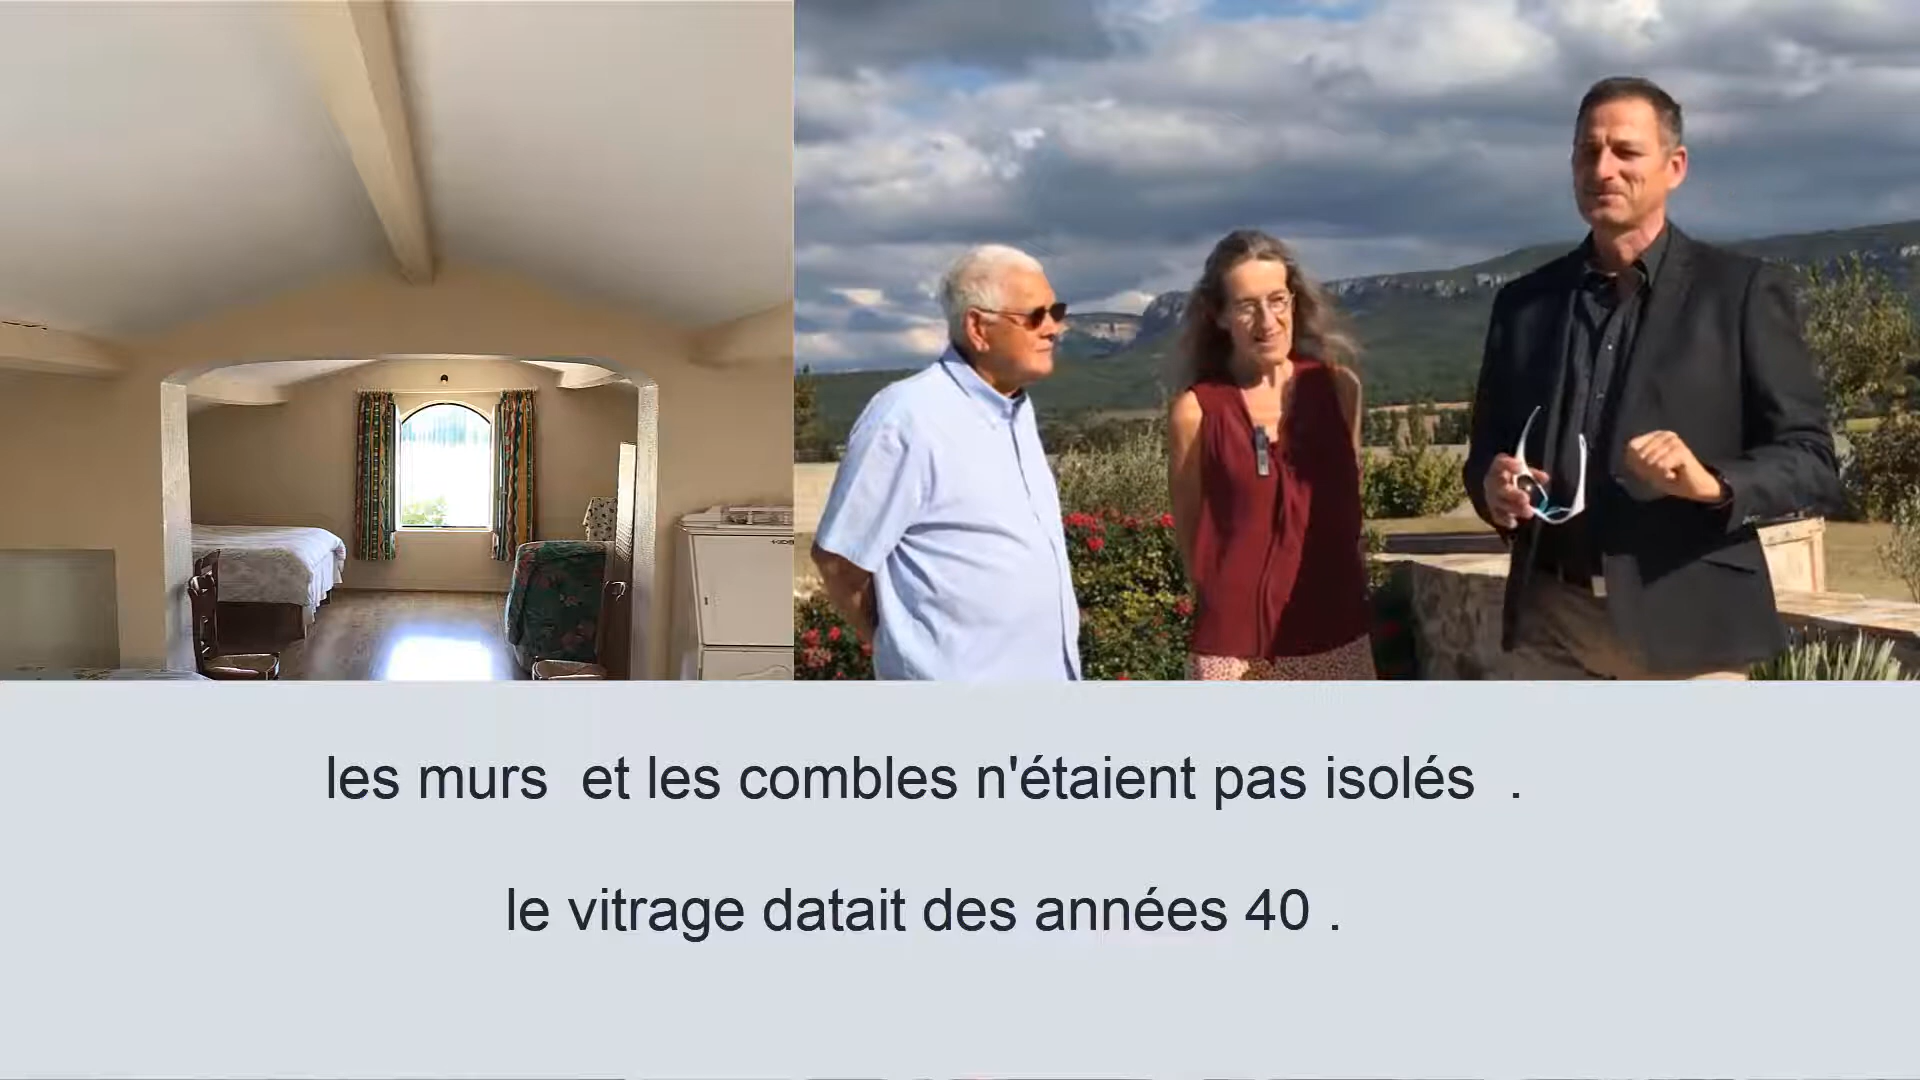 les murs  et les combles n'étaient pas isolés  .
le vitrage datait des années 40 .